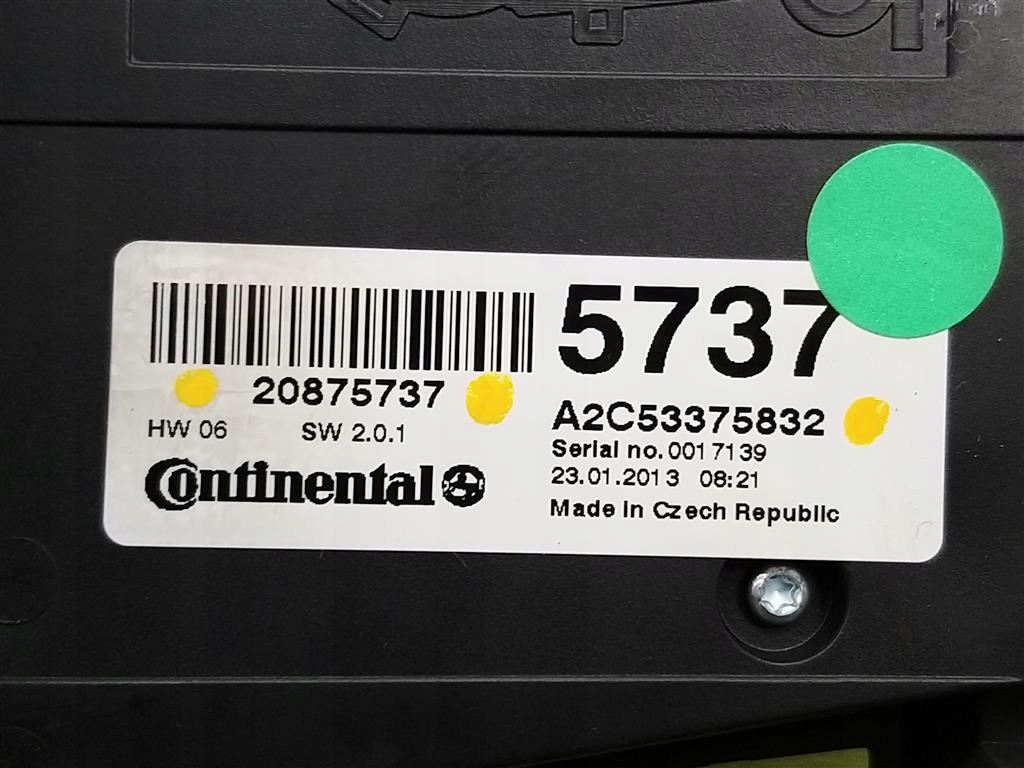 5737
20875737
HW 06 SW 2.0.1
Continental
A2C53375832
Serial no.0017139
23.01.2013 08:21
Made in Czech Republic